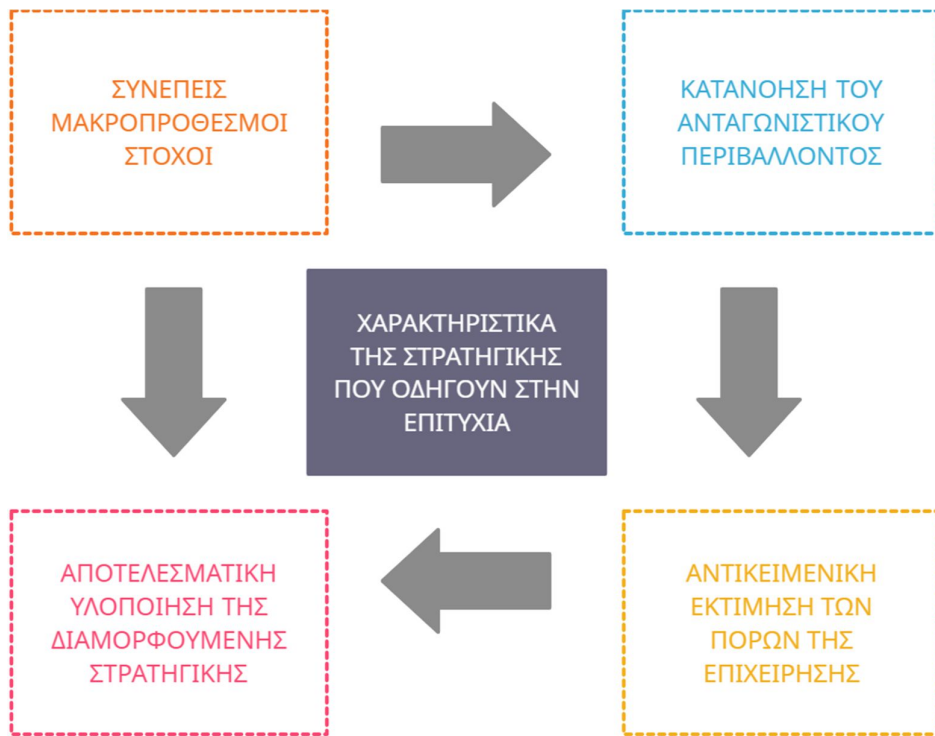 ΣΥΝΕΠΕΙΣ
ΜΑΚΡΟΠΡΟΘΕΣΜΟΙ
ΣΤΟΧΟΙ
ΚΑΤΑΝΟΗΣΗ ΤΟΥ
ΑΝΤΑΓΩΝΙΣΤΙΚΟΥ
ΠΕΡΙΒΑΛΛΟΝΤΟΣ
ΧΑΡΑΚΤΗΡΙΣΤΙΚΑ
ΤΗΣ ΣΤΡΑΤΗΓΙΚΗΣ
ΠΟΥ ΟΔΗΓΟΥΝ ΣΤΗΝ
ΕΠΙΤΥΧΙΑ
ΑΠΟΤΕΛΕΣΜΑΤΙΚΗ
ΥΛΟΠΟΙΗΣΗ ΤΗΣ
ΔΙΑΜΟΡΦΟΥΜΕΝΗΣ
ΣΤΡΑΤΗΓΙΚΗΣ
ΑΝΤΙΚΕΙΜΕΝΙΚΗ
ΕΚΤΙΜΗΣΗ ΤΩΝ
ΠΟΡΩΝ ΤΗΣ
ΕΠΙΧΕΙΡΗΣΗΣ